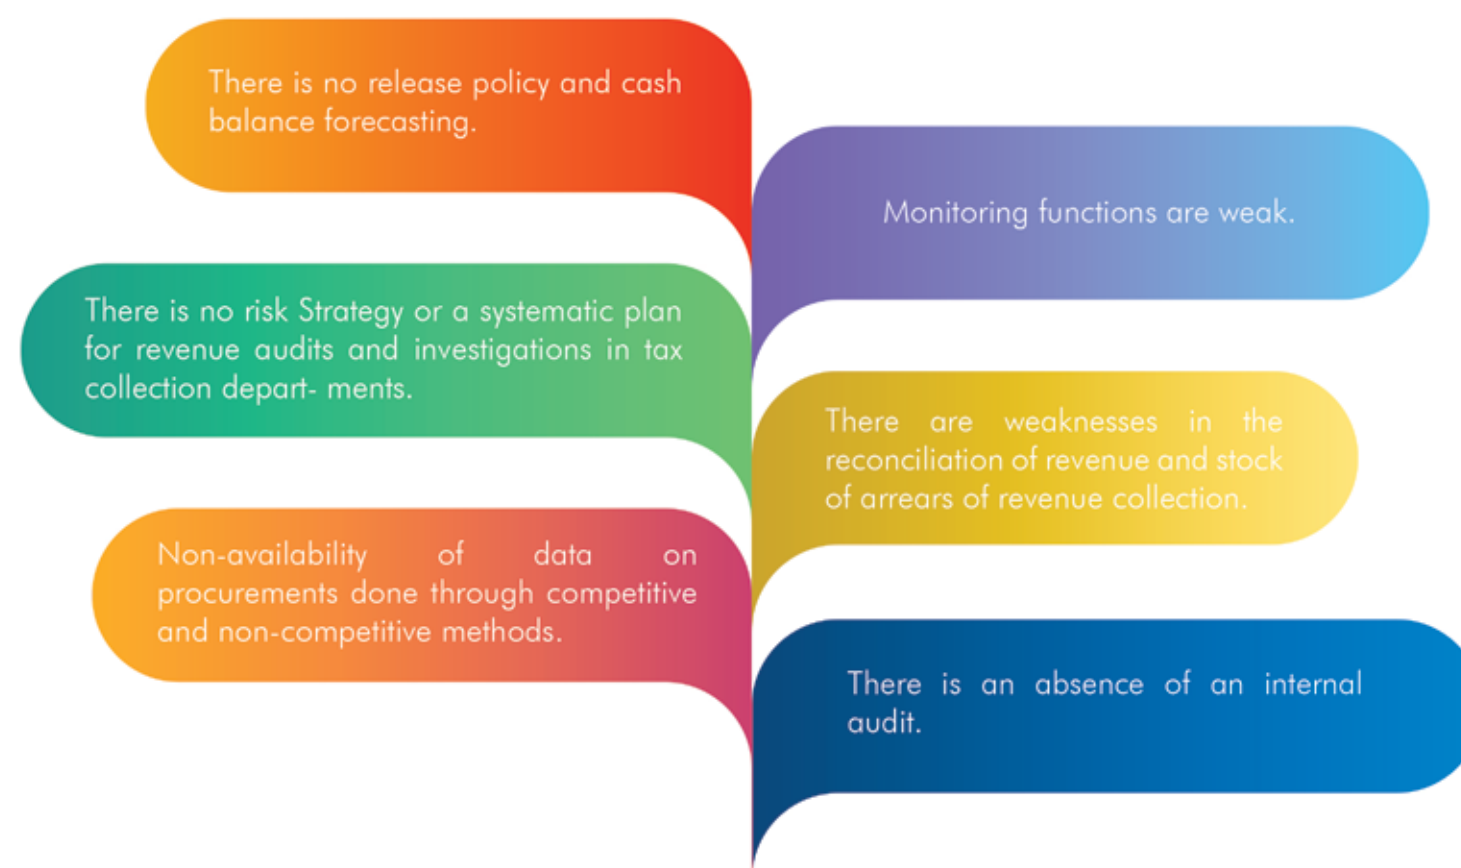 There is no release policy and cash
balance forecasting.
Monitoring functions are weak.
There is no risk Strategy or a systematic plan
for revenue audits and investigations in tax
collection depart- ments.
There are weaknesses in the
reconciliation of revenue and stock
of arrears of revenue collection.
Non-availability of data on
procurements done through competitive
and non-competitive methods.
There is an absence of an internal
audit.